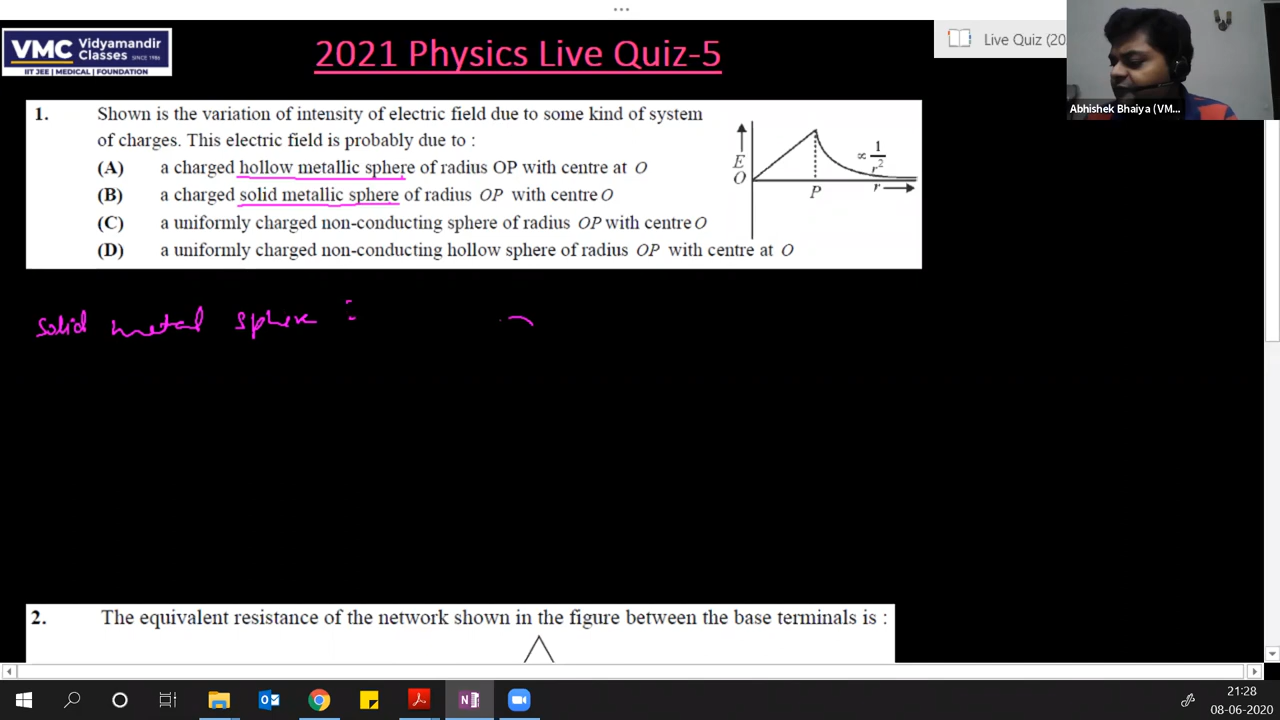 VMC Vidyamandir Classes SINCE 1986
IIT JEE | MEDICAL | FOUNDATION
2021 Physics Live Quiz-5
Live Quiz (20
Abhishek Bhaiya (VM...
1. Shown is the variation of intensity of electric field due to some kind of system
of charges. This electric field is probably due to :
(A) a charged hollow metallic sphere of radius OP with centre at O
(B) a charged solid metallic sphere of radius OP with centre O
(C) a uniformly charged non-conducting sphere of radius OP with centre O
(D) a uniformly charged non-conducting hollow sphere of radius OP with centre at O
E
O
P
∝ 1/r²
r
Solid metal sphere :
2. The equivalent resistance of the network shown in the figure between the base terminals is :
21:28
08-06-2020